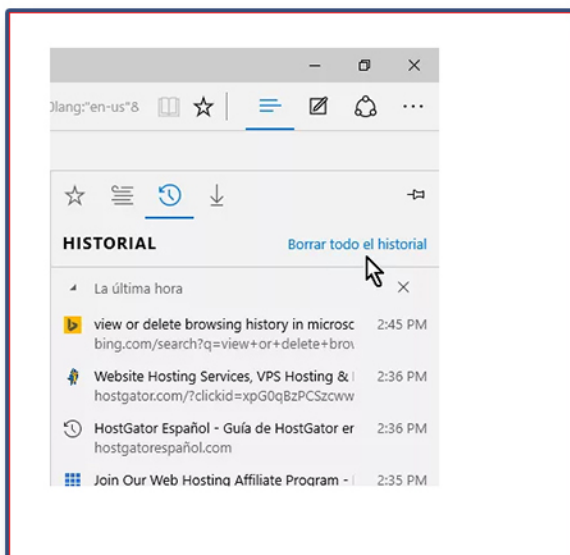 0lang:"en-us"&
HISTORIAL
Borrar todo el historial
La última hora
view or delete browsing history in microsc
2:45 PM
bing.com/search?q=view+or+delete+brov
Website Hosting Services, VPS Hosting &
2:36 PM
hostgator.com/?clickid=xpG0qBzPCSzcww
HostGator Español - Guía de HostGator er
2:36 PM
hostgatorespañol.com
Join Our Web Hosting Affiliate Program -
2:35 PM